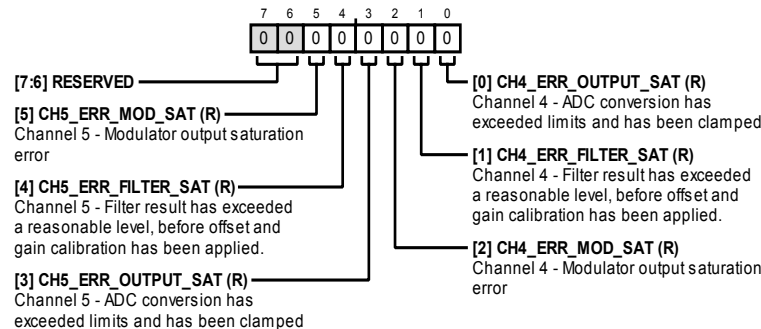 7 6 5 4 3 2 1 0
0 0 0 0 0 0 0 0
[7:6] RESERVED
[5] CH5_ERR_MOD_SAT (R)
Channel 5 - Modulator output saturation
error
[4] CH5_ERR_FILTER_SAT (R)
Channel 5 - Filter result has exceeded
a reasonable level, before offset and
gain calibration has been applied.
[3] CH5_ERR_OUTPUT_SAT (R)
Channel 5 - ADC conversion has
exceeded limits and has been clamped
[0] CH4_ERR_OUTPUT_SAT (R)
Channel 4 - ADC conversion has
exceeded limits and has been clamped
[1] CH4_ERR_FILTER_SAT (R)
Channel 4 - Filter result has exceeded
a reasonable level, before offset and
gain calibration has been applied.
[2] CH4_ERR_MOD_SAT (R)
Channel 4 - Modulator output saturation
error